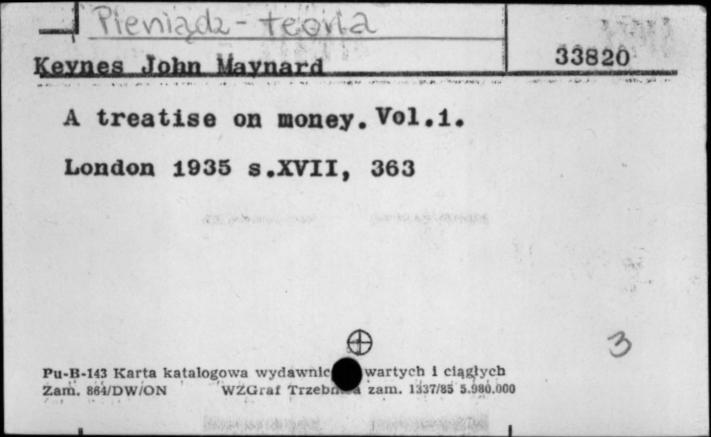 Pieniądz - teoria
33820
Keynes John Maynard
A treatise on money. Vol.1.
London 1935 s.XVII, 363
3
Pu-B-143 Karta katalogowa wydawnic wartych i ciągłych
Zam. 864/DW/ON WZGraf Trzebn a zam. 1337/85 5.980.000